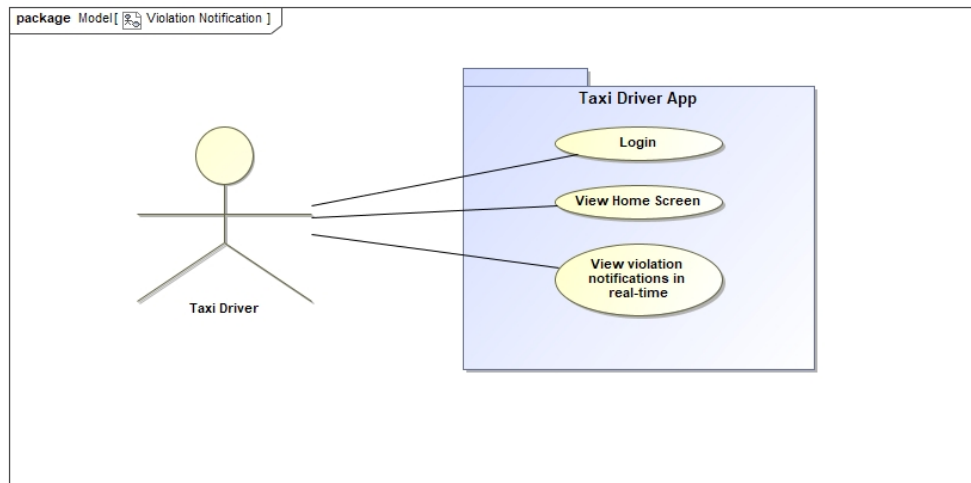 package Model[ Violation Notification ]
Taxi Driver App
Login
View Home Screen
View violation
notifications in
real-time
Taxi Driver